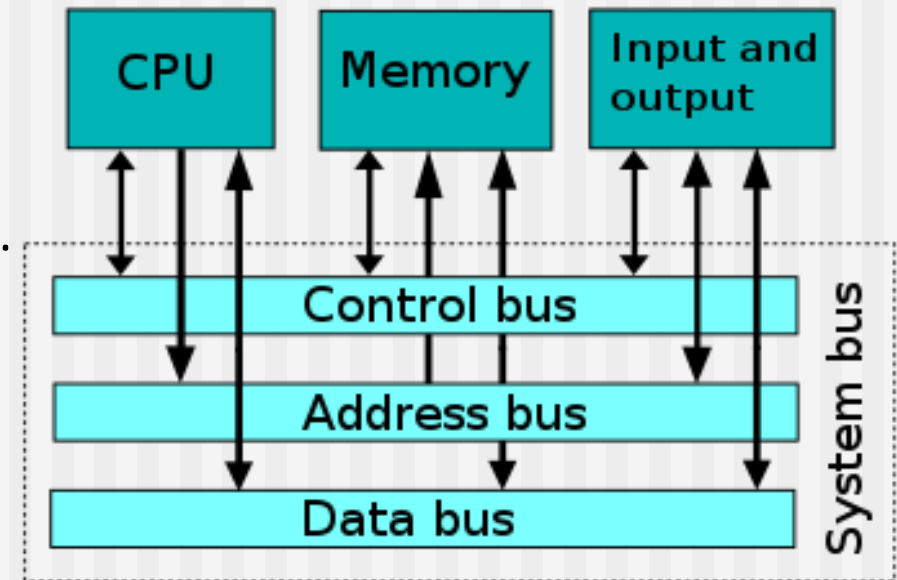 CPU
Memory
Input and
output
Control bus
Address bus
Data bus
System bus